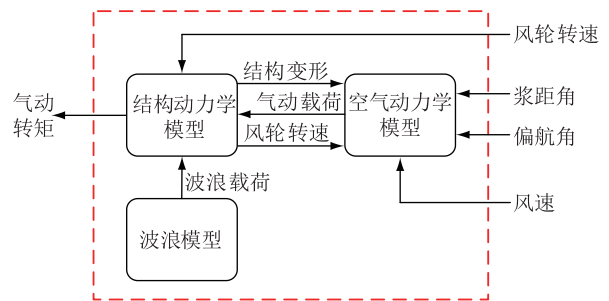 风轮转速
结构变形
气动
转矩
结构动力学
模型
气动载荷
风轮转速
空气动力学
模型
浆距角
偏航角
波浪载荷
风速
波浪模型